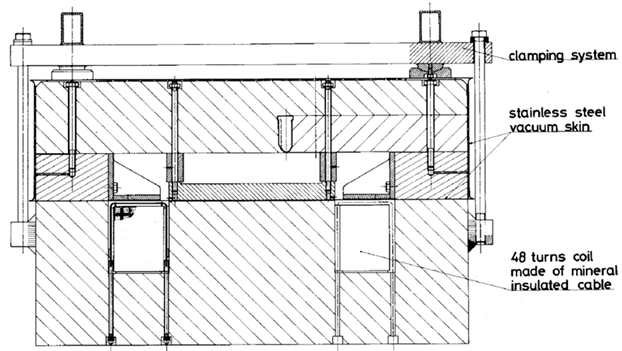 clamping system
stainless steel
vacuum skin
48 turns coil
made of mineral
insulated cable